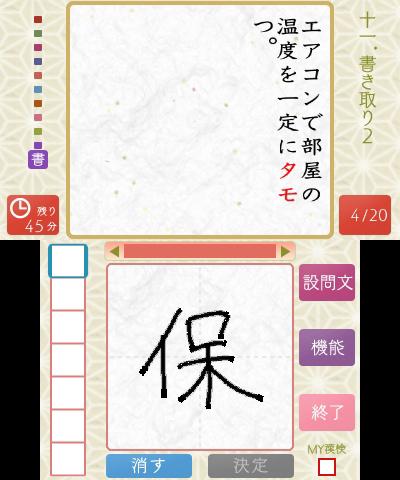 十一．書き取り2
エアコンで部屋の
温度を一定にタモ
つ。
書
残り
45分
4/20
保
設問文
機能
終了
消す
決定
MY漢検